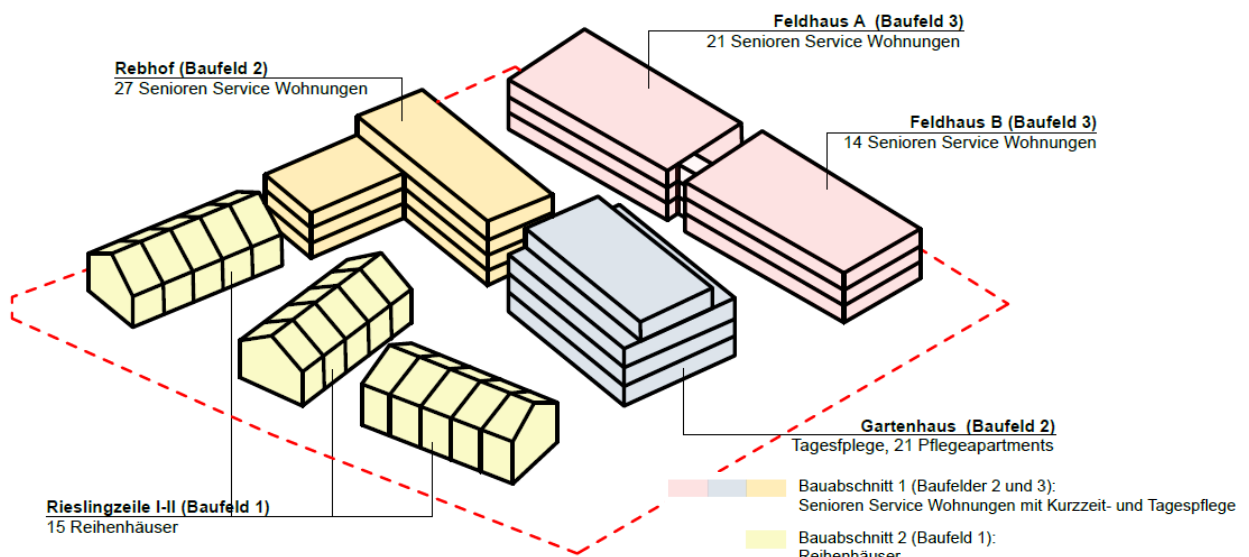 Feldhaus A (Baufeld 3)
21 Senioren Service Wohnungen
Rebhof (Baufeld 2)
27 Senioren Service Wohnungen
Feldhaus B (Baufeld 3)
14 Senioren Service Wohnungen
Gartenhaus (Baufeld 2)
Tagesfplege, 21 Pflegeapartments
Rieslingzeile I-II (Baufeld 1)
15 Reihenhäuser
Bauabschnitt 1 (Baufelder 2 und 3):
Senioren Service Wohnungen mit Kurzzeit- und Tagespflege
Bauabschnitt 2 (Baufeld 1):
Reihenhäuser